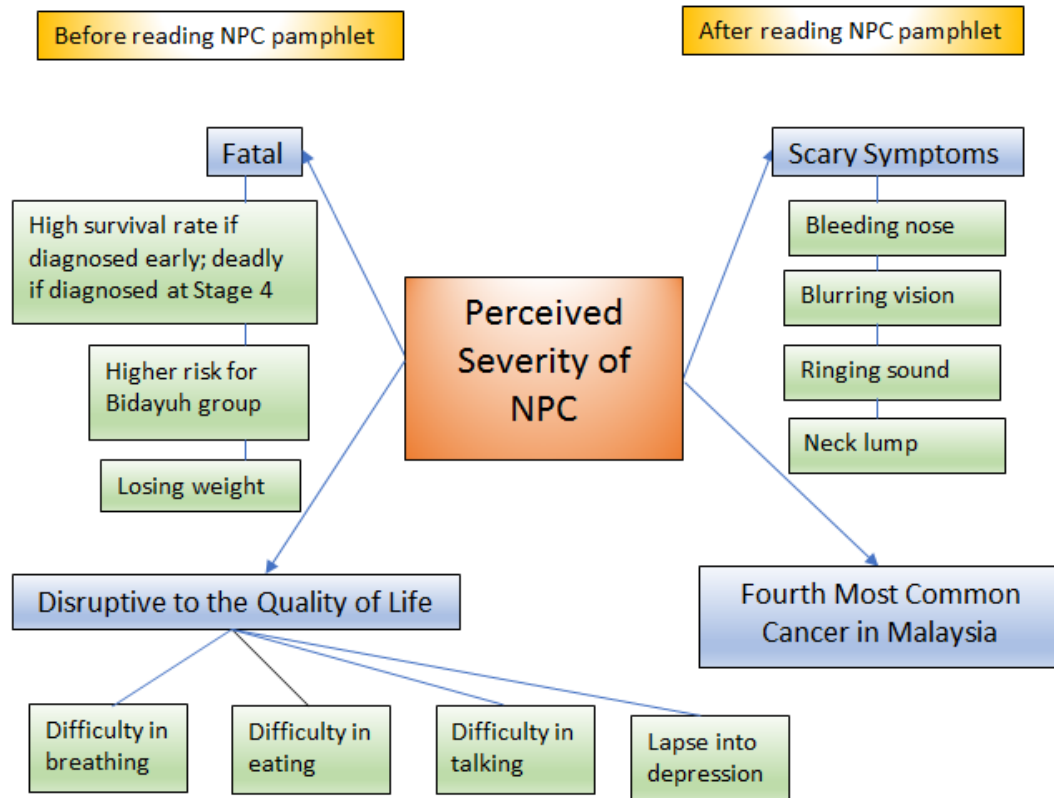 Before reading NPC pamphlet
After reading NPC pamphlet
Fatal
High survival rate if
diagnosed early; deadly
if diagnosed at Stage 4
Higher risk for
Bidayuh group
Losing weight
Perceived
Severity of
NPC
Scary Symptoms
Bleeding nose
Blurring vision
Ringing sound
Neck lump
Disruptive to the Quality of Life
Fourth Most Common
Cancer in Malaysia
Difficulty in
breathing
Difficulty in
eating
Difficulty in
talking
Lapse into
depression